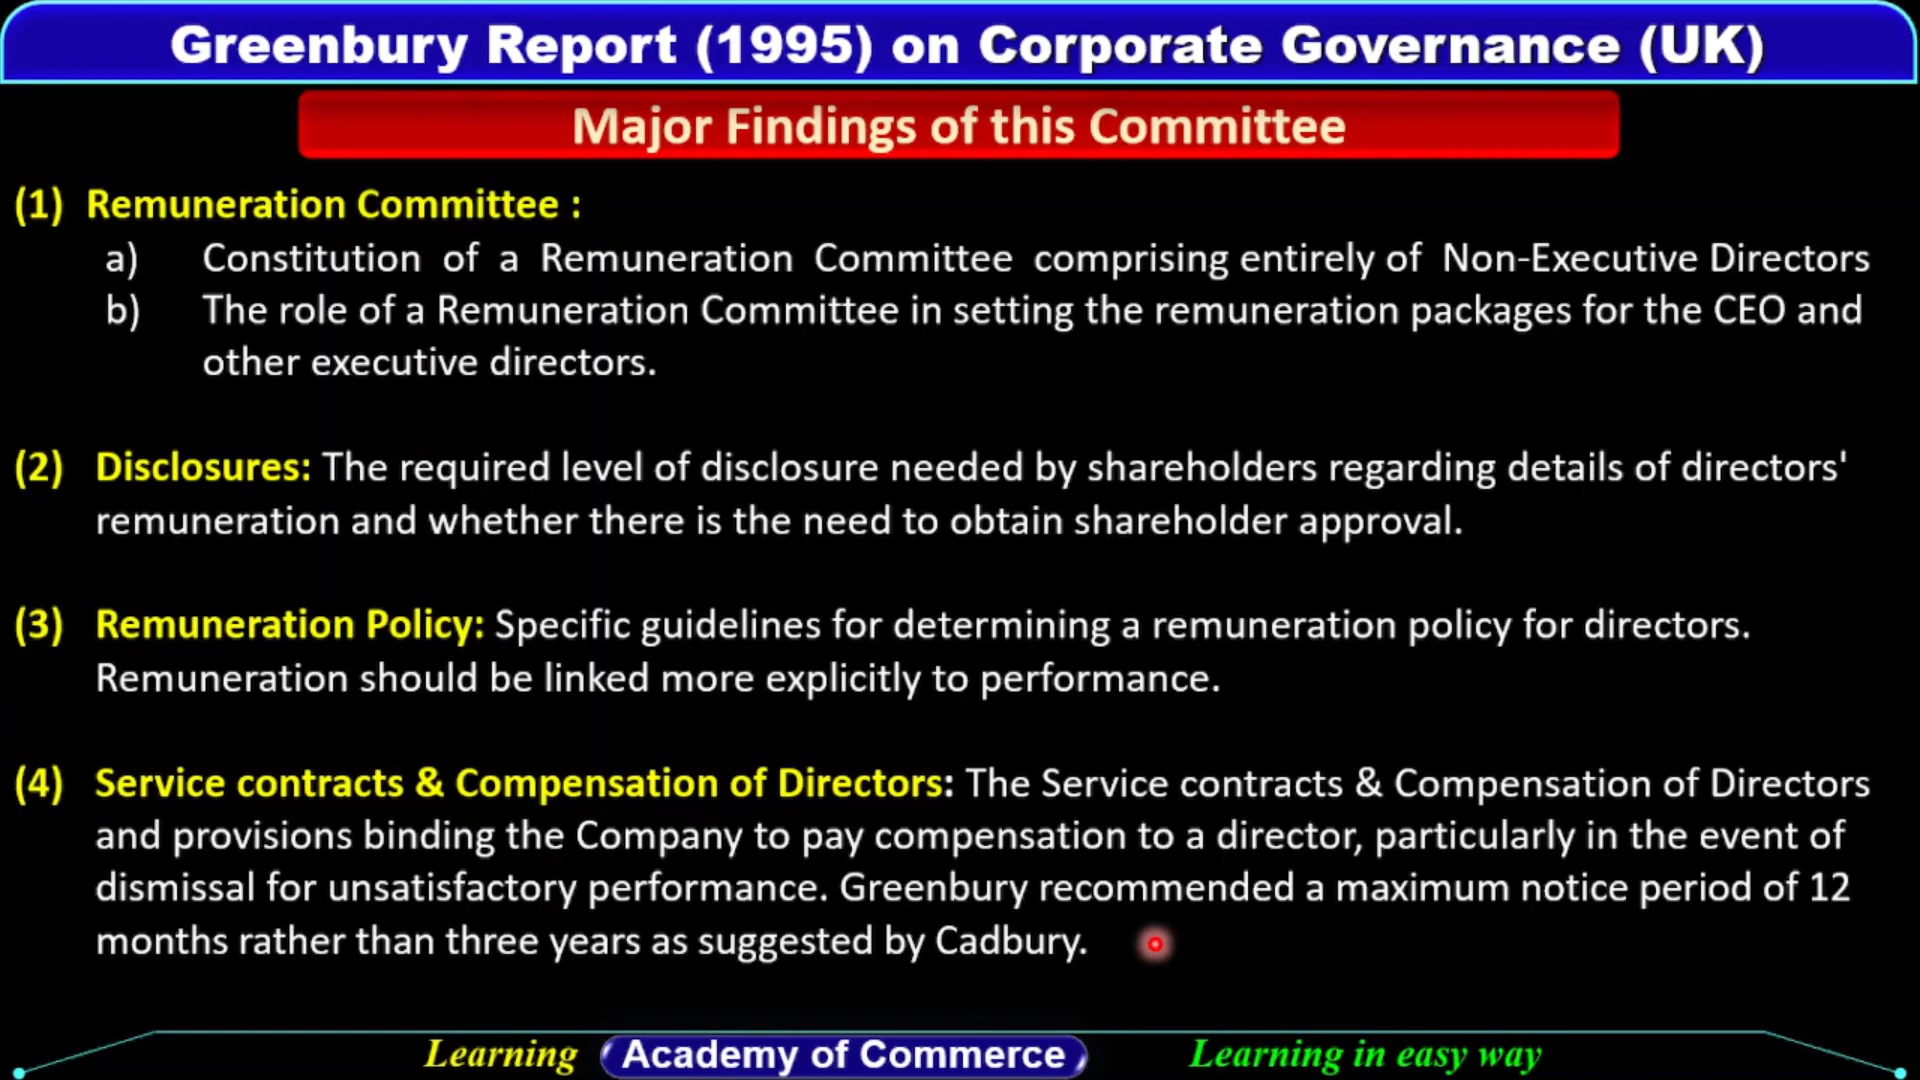 Greenbury Report (1995) on Corporate Governance (UK)
Major Findings of this Committee
(1) Remuneration Committee :
a) Constitution of a Remuneration Committee comprising entirely of Non-Executive Directors
b) The role of a Remuneration Committee in setting the remuneration packages for the CEO and
other executive directors.
(2) Disclosures: The required level of disclosure needed by shareholders regarding details of directors'
remuneration and whether there is the need to obtain shareholder approval.
(3) Remuneration Policy: Specific guidelines for determining a remuneration policy for directors.
Remuneration should be linked more explicitly to performance.
(4) Service contracts & Compensation of Directors: The Service contracts & Compensation of Directors
and provisions binding the Company to pay compensation to a director, particularly in the event of
dismissal for unsatisfactory performance. Greenbury recommended a maximum notice period of 12
months rather than three years as suggested by Cadbury.
Learning Academy of Commerce Learning in easy way